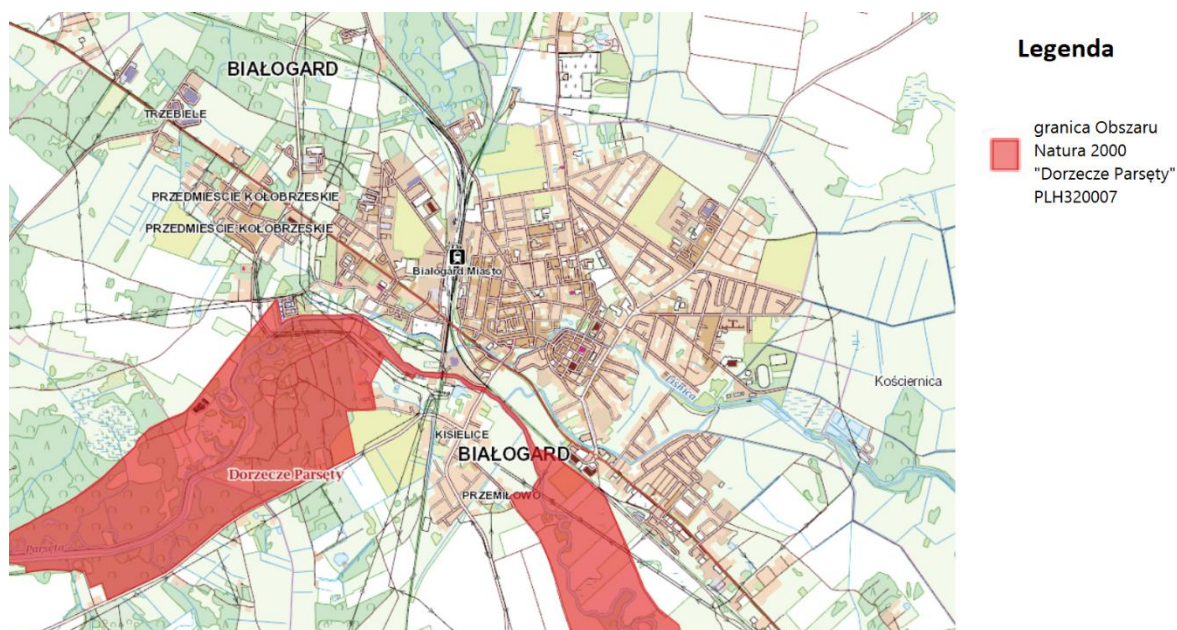 BIAŁOGARD
TRZEBIELE
PRZEDMIEŚCIE KOŁOBRZESKIE
PRZEDMIEŚCIE KOŁOBRZESKIE
Białogard Miasto
Liśnica
Kościernica
KISIELICE
BIAŁOGARD
Dorzecze Parsęty
PRZEMIŁOWO
Parsęta
Legenda
granica Obszaru
Natura 2000
"Dorzecze Parsęty"
PLH320007